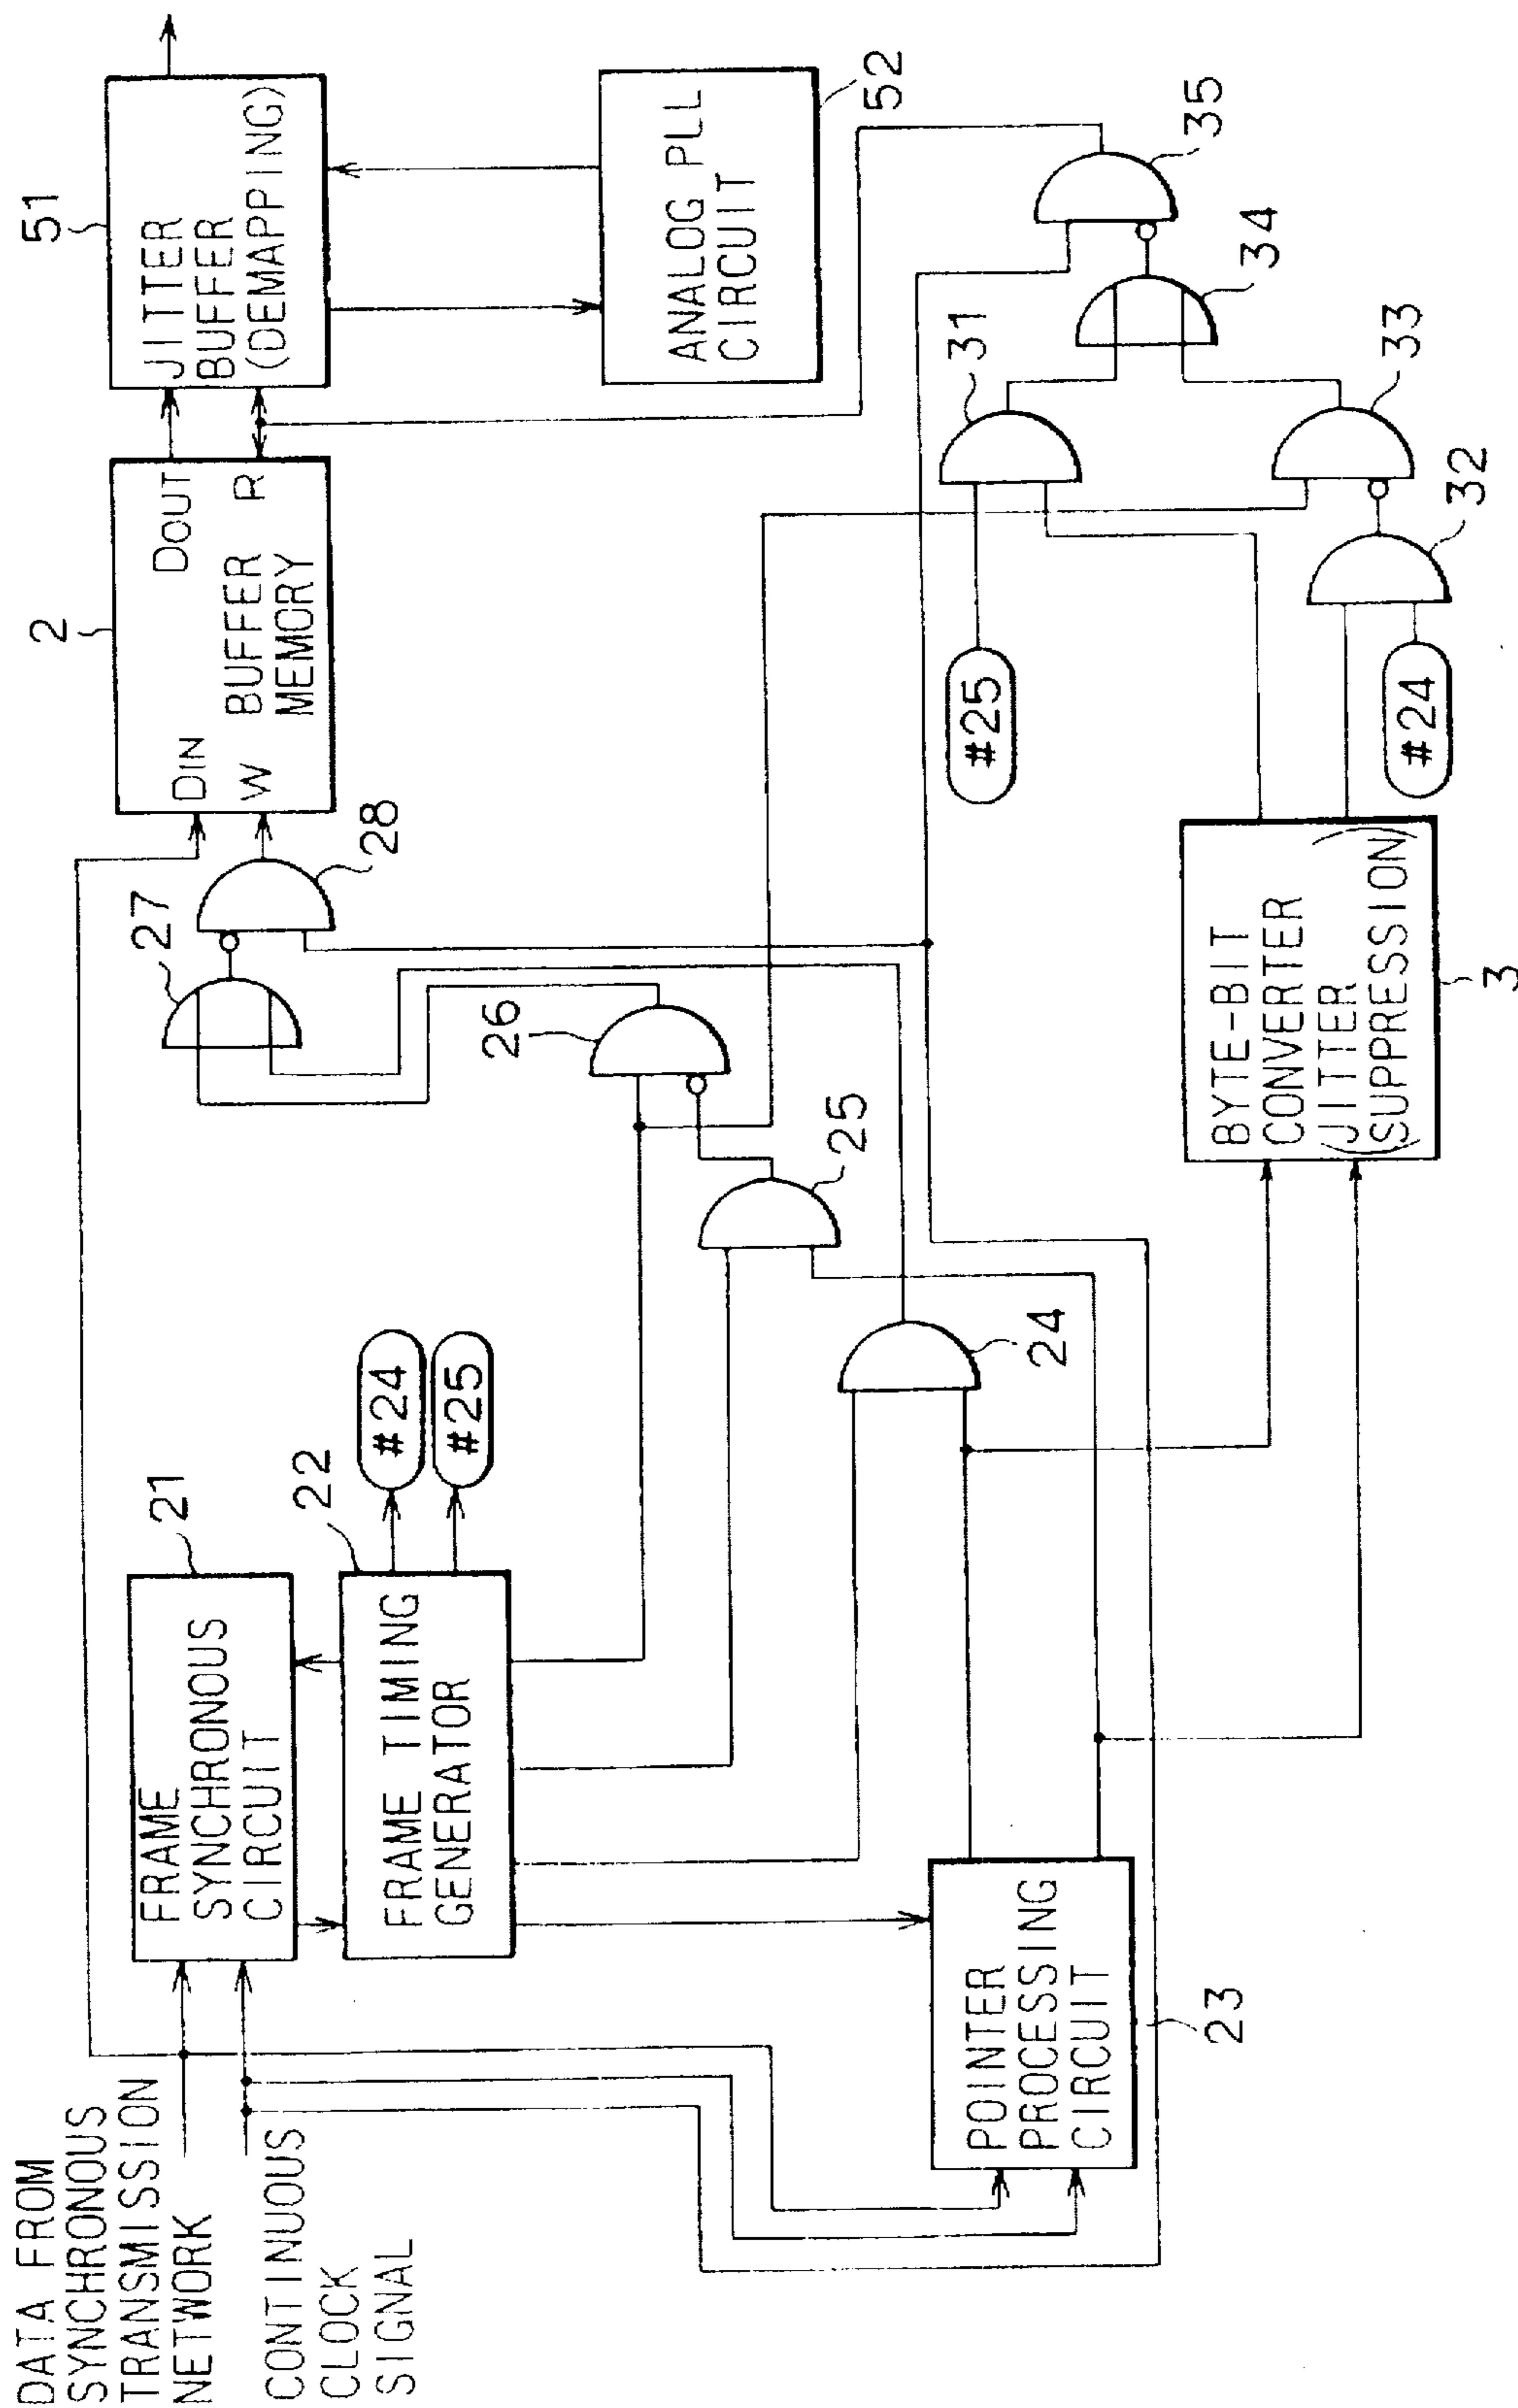 DATA FROM
SYNCHRONOUS
TRANSMISSION
NETWORK
CONTINUOUS
CLOCK
SIGNAL
FRAME
SYNCHRONOUS
CIRCUIT
21
FRAME TIMING
GENERATOR
22
#24
#25
POINTER
PROCESSING
CIRCUIT
23
24
25
26
27
28
DIN
W
DOUT
R
BUFFER
MEMORY
2
JITTER
BUFFER
(DEMAPPING)
51
ANALOG PLL
CIRCUIT
52
BYTE-BIT
CONVERTER
(JITTER
SUPPRESSION)
3
#25
#24
31
32
33
34
35